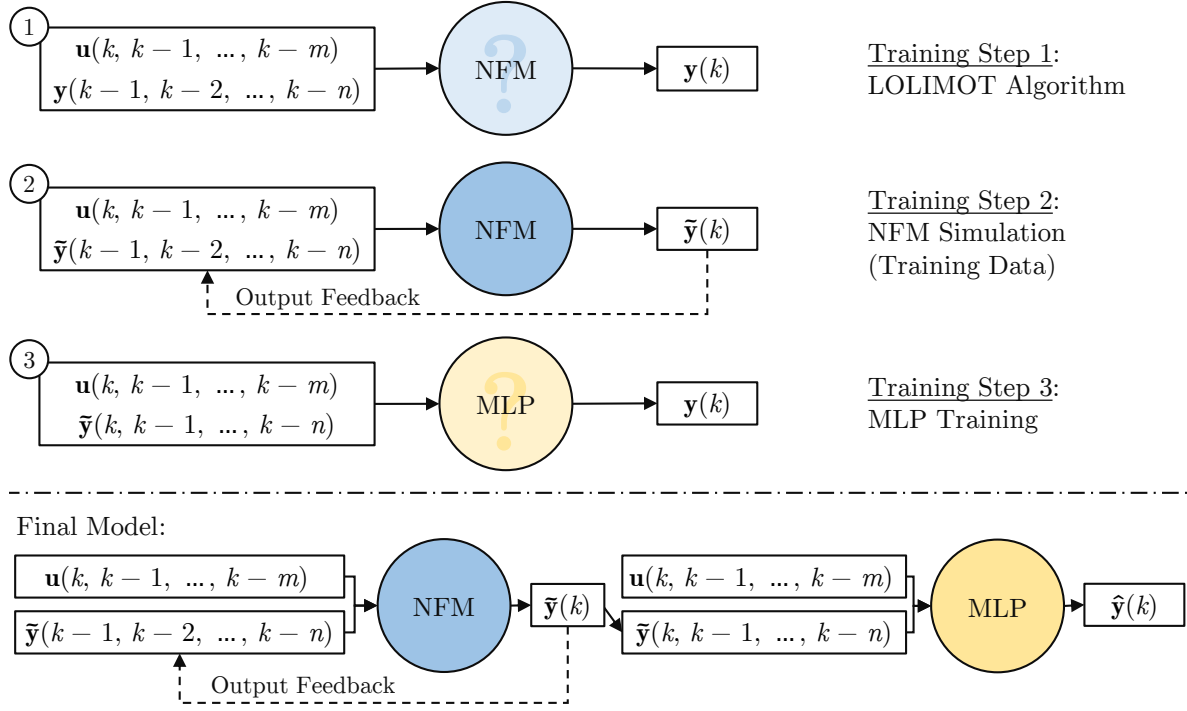 1
u(k, k − 1, ..., k − m)
y(k − 1, k − 2, ..., k − n)
?
NFM
y(k)
Training Step 1:
LOLIMOT Algorithm
2
u(k, k − 1, ..., k − m)
ỹ(k − 1, k − 2, ..., k − n)
NFM
ỹ(k)
Output Feedback
Training Step 2:
NFM Simulation
(Training Data)
3
u(k, k − 1, ..., k − m)
ỹ(k, k − 1, ..., k − n)
?
MLP
y(k)
Training Step 3:
MLP Training
Final Model:
u(k, k − 1, ..., k − m)
ỹ(k − 1, k − 2, ..., k − n)
NFM
ỹ(k)
Output Feedback
u(k, k − 1, ..., k − m)
ỹ(k, k − 1, ..., k − n)
MLP
ŷ(k)